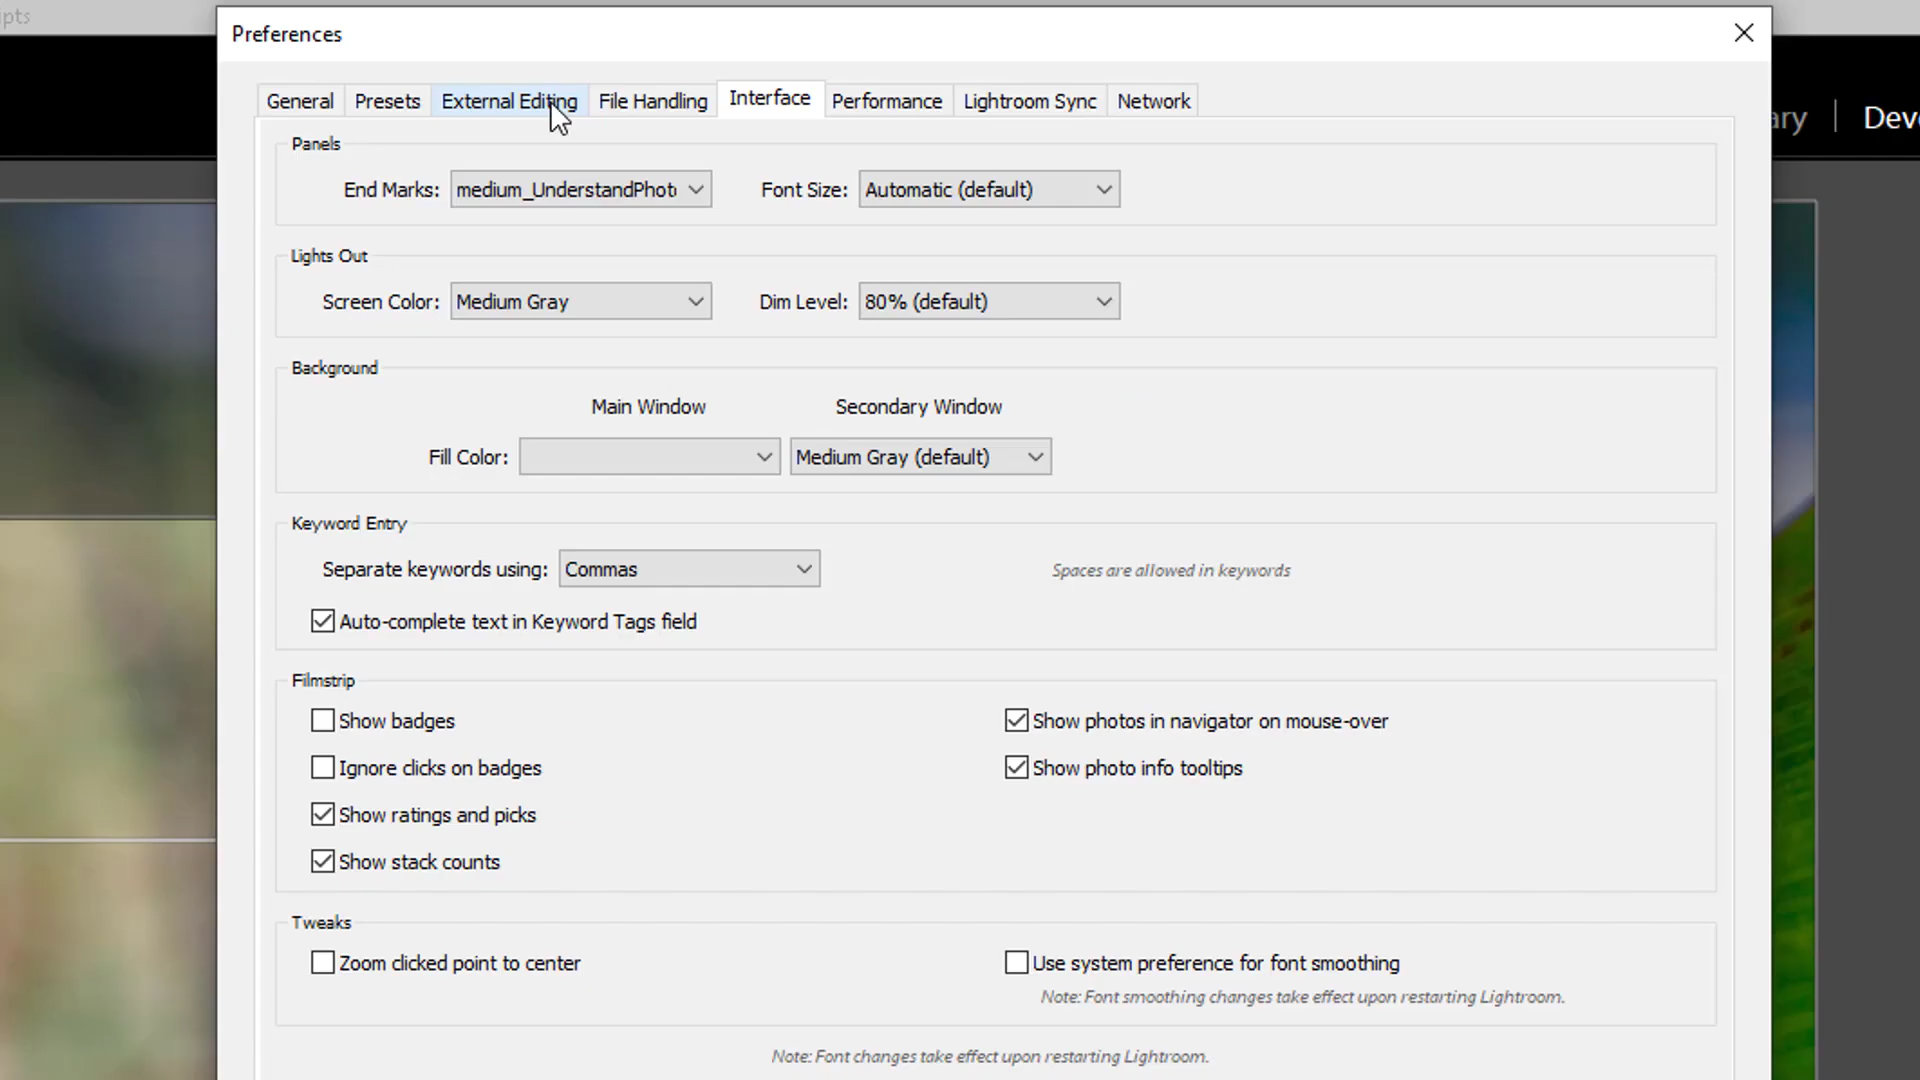 pts
Preferences
General Presets External Editing File Handling Interface Performance Lightroom Sync Network
ary | Deve
Panels
End Marks: medium_UnderstandPhot Font Size: Automatic (default)
Lights Out
Screen Color: Medium Gray Dim Level: 80% (default)
Background
Main Window Secondary Window
Fill Color: Medium Gray (default)
Keyword Entry
Separate keywords using: Commas Spaces are allowed in keywords
Auto-complete text in Keyword Tags field
Filmstrip
Show badges Show photos in navigator on mouse-over
Ignore clicks on badges Show photo info tooltips
Show ratings and picks
Show stack counts
Tweaks
Zoom clicked point to center Use system preference for font smoothing
Note: Font smoothing changes take effect upon restarting Lightroom.
Note: Font changes take effect upon restarting Lightroom.